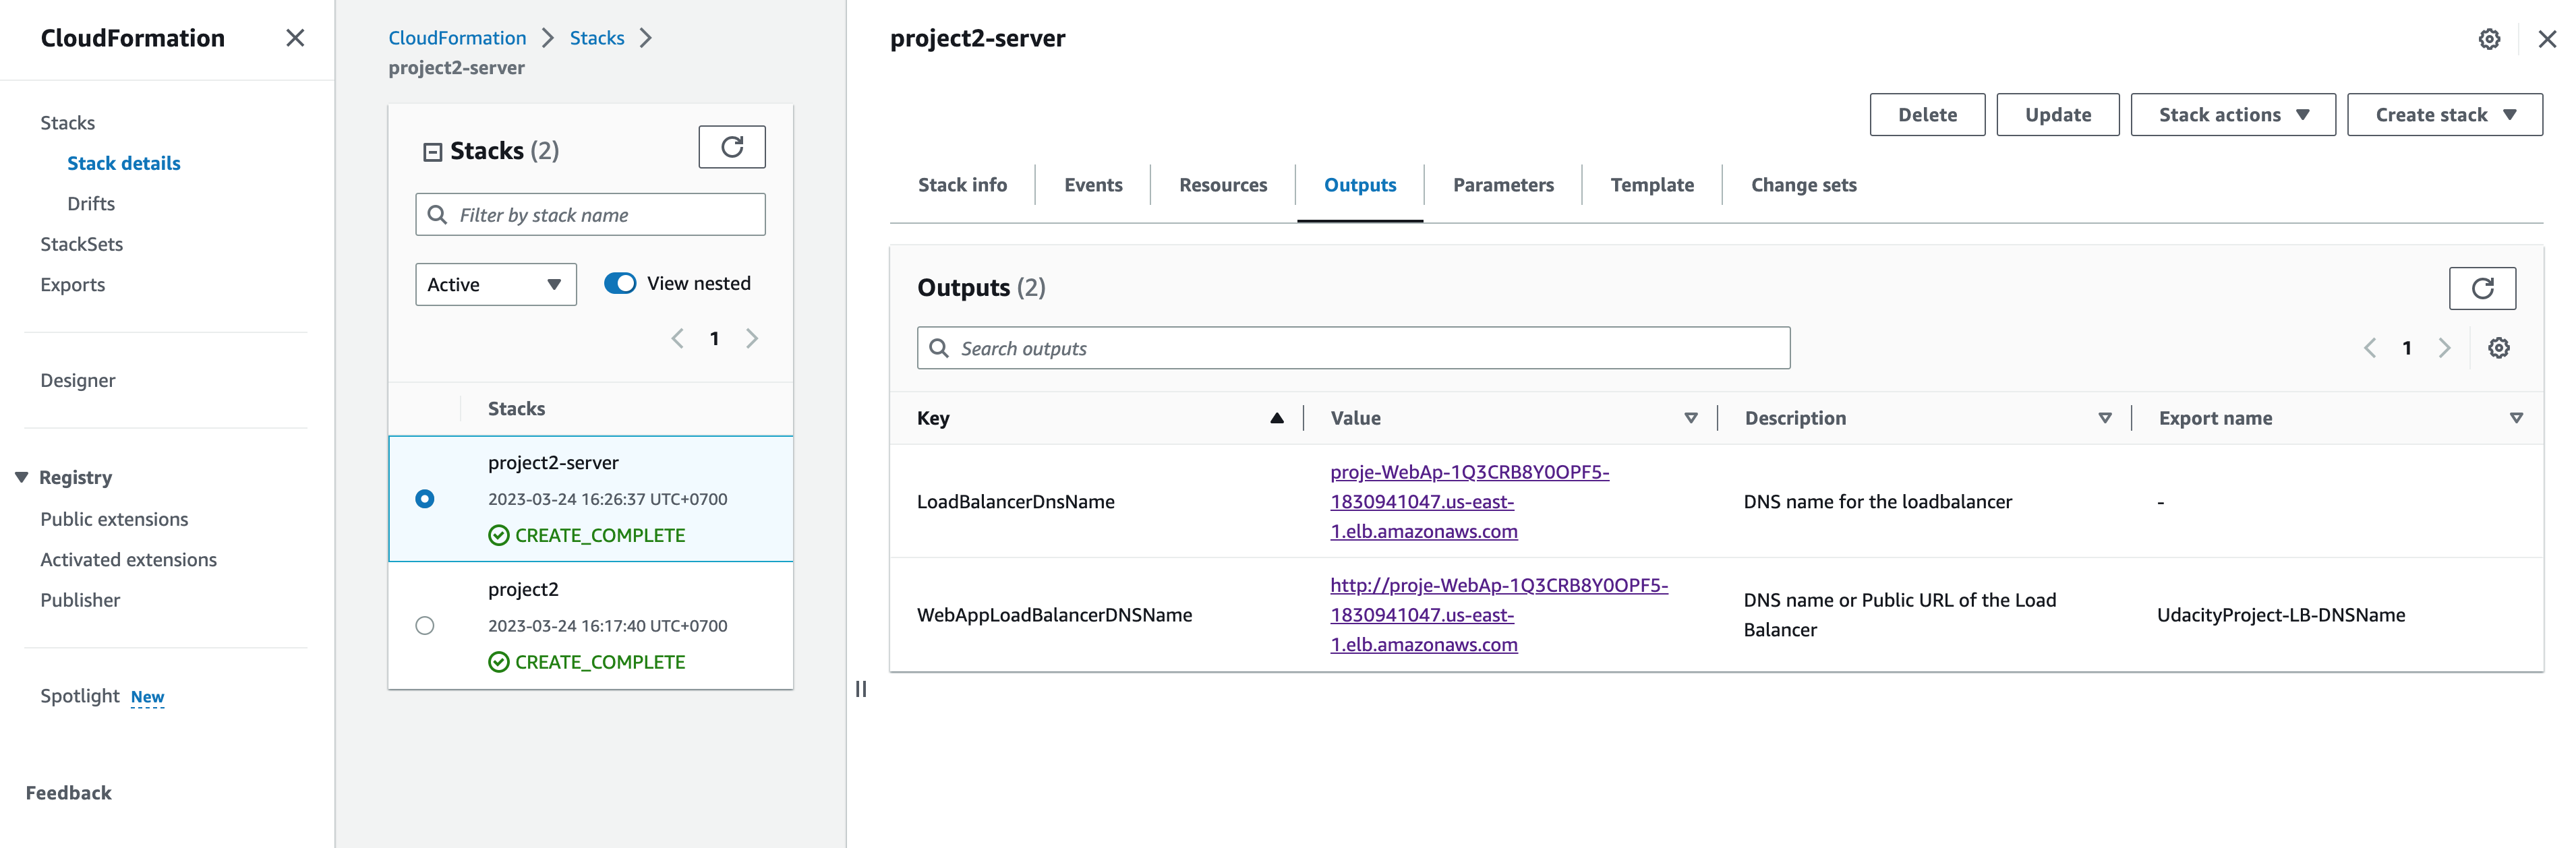 CloudFormation
Stacks
Stack details
Drifts
StackSets
Exports
Designer
Registry
Public extensions
Activated extensions
Publisher
Spotlight New
Feedback
CloudFormation Stacks
project2-server
Stacks (2)
Filter by stack name
Active View nested
1
Stacks
project2-server
2023-03-24 16:26:37 UTC+0700
CREATE_COMPLETE
project2
2023-03-24 16:17:40 UTC+0700
CREATE_COMPLETE
project2-server
Delete Update Stack actions Create stack
Stack info Events Resources Outputs Parameters Template Change sets
Outputs (2)
Search outputs
1
Key Value Description Export name
LoadBalancerDnsName
proje-WebAp-1Q3CRB8Y0OPF5-
1830941047.us-east-
1.elb.amazonaws.com
DNS name for the loadbalancer
-
WebAppLoadBalancerDNSName
http://proje-WebAp-1Q3CRB8Y0OPF5-
1830941047.us-east-
1.elb.amazonaws.com
DNS name or Public URL of the Load
Balancer
UdacityProject-LB-DNSName